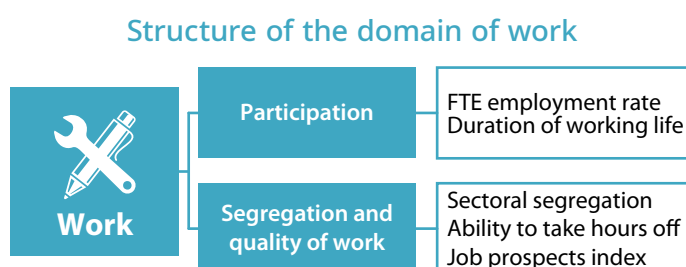 Structure of the domain of work
Work
Participation
FTE employment rate
Duration of working life
Segregation and
quality of work
Sectoral segregation
Ability to take hours off
Job prospects index